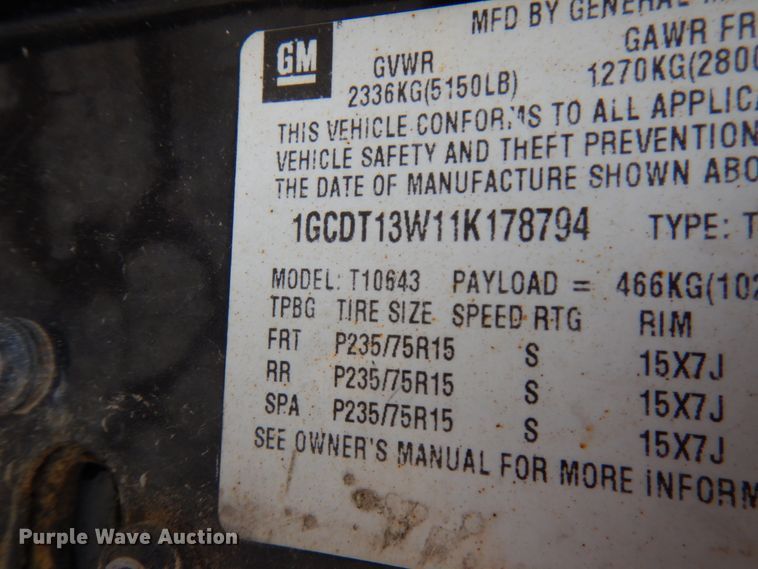 MFD BY GENERAL
GM
GVWR GAWR FR
2336KG(5150LB) 1270KG(2800
THIS VEHICLE CONFORMS TO ALL APPLICA
VEHICLE SAFETY AND THEFT PREVENTION
THE DATE OF MANUFACTURE SHOWN ABO
1GCDT13W11K178794 TYPE: T
MODEL: T10643 PAYLOAD = 466KG(102
TPBG TIRE SIZE SPEED RTG RIM
FRT P235/75R15 S 15X7J
RR P235/75R15 S 15X7J
SPA P235/75R15 S 15X7J
SEE OWNER'S MANUAL FOR MORE INFORM
Purple Wave Auction